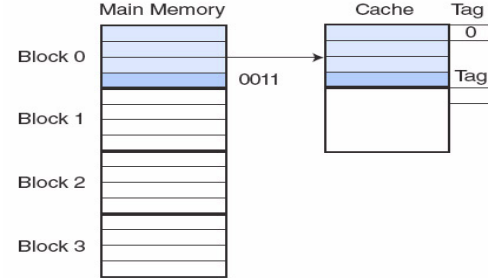 Main Memory Cache Tag
0
Block 0
0011
Tag
Block 1
Block 2
Block 3